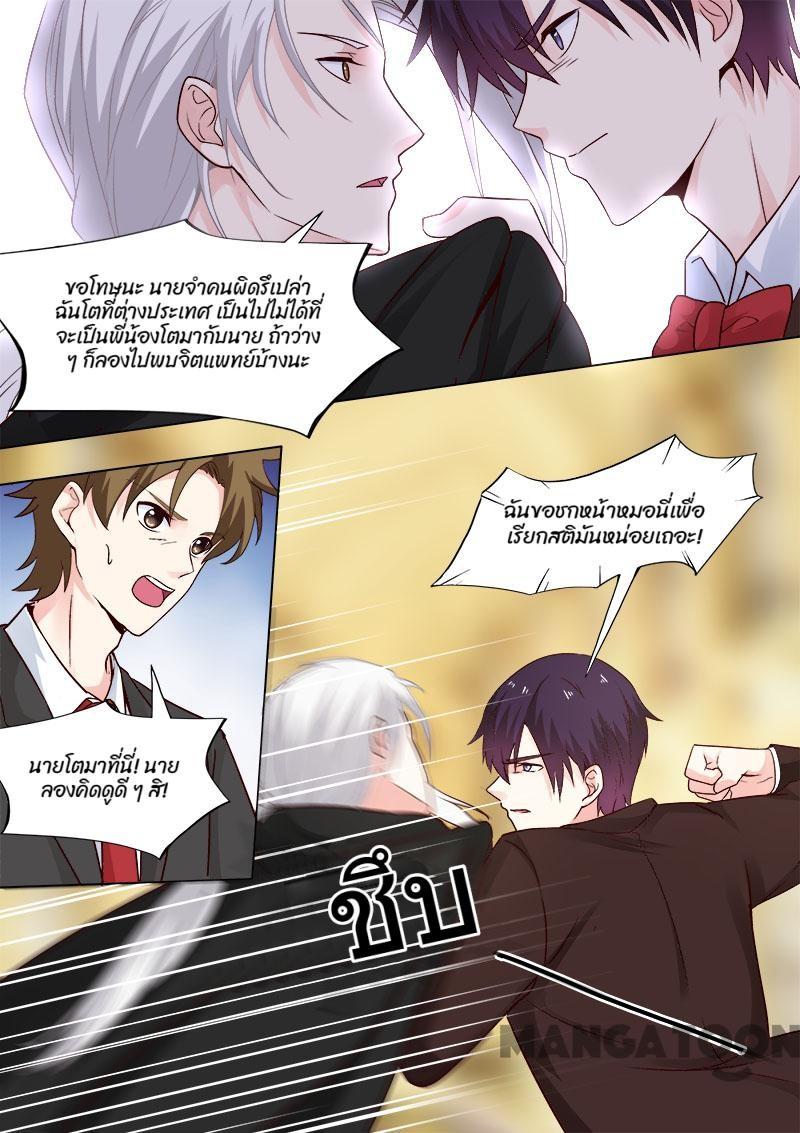 ขอโทษนะ นายจำคนผิดรึเปล่า
ฉันโตที่ต่างประเทศ เป็นไปไม่ได้ที่
จะเป็นพี่น้องโตมากับนาย ถ้าว่าง
ๆ ก็ลองไปพบจิตแพทย์บ้างนะ
ฉันขอชกหน้าหมอนี่เพื่อ
เรียกสติมันหน่อยเถอะ!
นายโตมาที่นี่! นาย
ลองคิดดูดี ๆ สิ!
ชึบ
MANGATOON